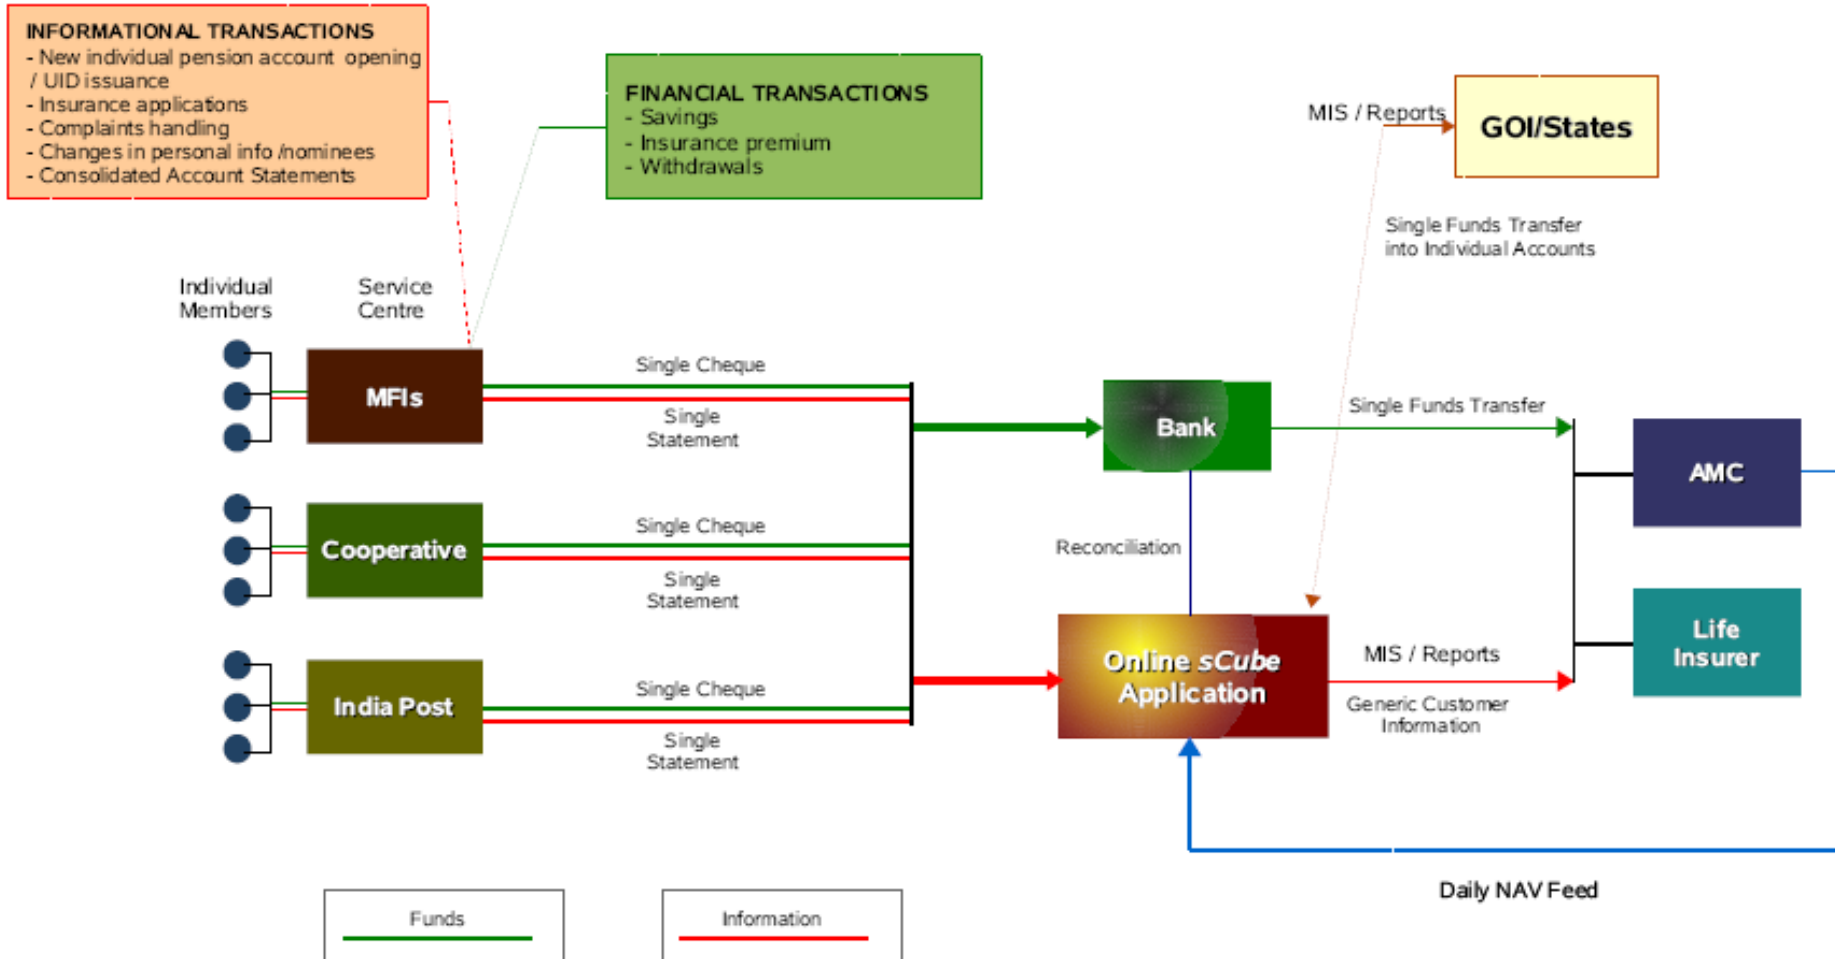 INFORMATIONAL TRANSACTIONS
- New individual pension account opening
/ UID issuance
- Insurance applications
- Complaints handling
- Changes in personal info /nominees
- Consolidated Account Statements
FINANCIAL TRANSACTIONS
- Savings
- Insurance premium
- Withdrawals
MIS / Reports
GOI/States
Single Funds Transfer
into Individual Accounts
Individual
Members
Service
Centre
MFIs
Single Cheque
Single
Statement
Bank
Single Funds Transfer
AMC
Cooperative
Single Cheque
Single
Statement
Reconciliation
India Post
Single Cheque
Single
Statement
Online sCube
Application
MIS / Reports
Generic Customer
Information
Life
Insurer
Daily NAV Feed
Funds
Information